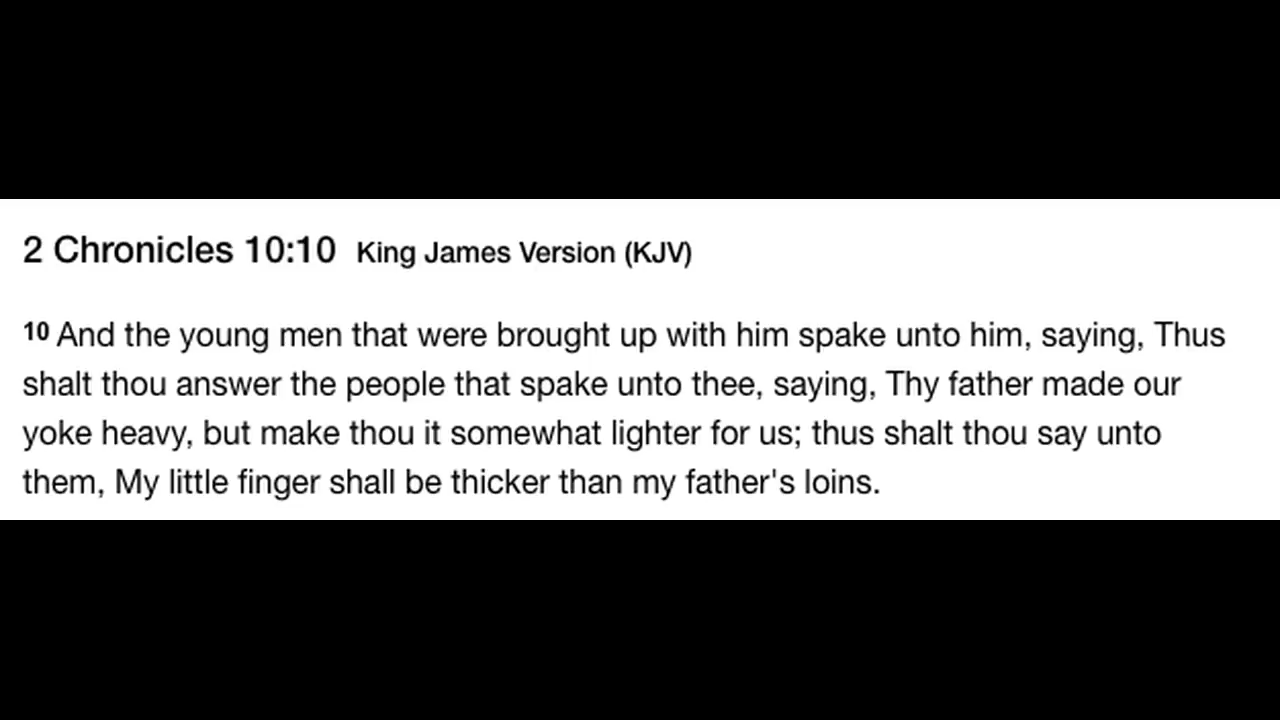 2 Chronicles 10:10 King James Version (KJV)
10 And the young men that were brought up with him spake unto him, saying, Thus
shalt thou answer the people that spake unto thee, saying, Thy father made our
yoke heavy, but make thou it somewhat lighter for us; thus shalt thou say unto
them, My little finger shall be thicker than my father's loins.